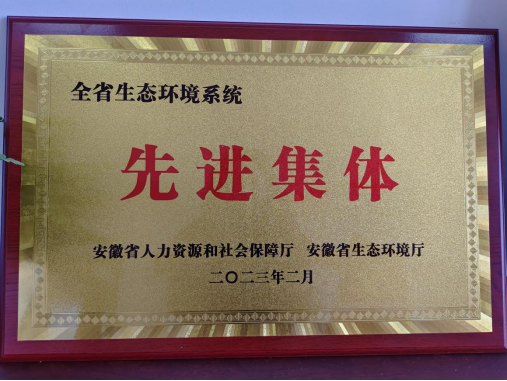 全省生态环境系统
先进集体
安徽省人力资源和社会保障厅 安徽省生态环境厅
二〇二三年二月